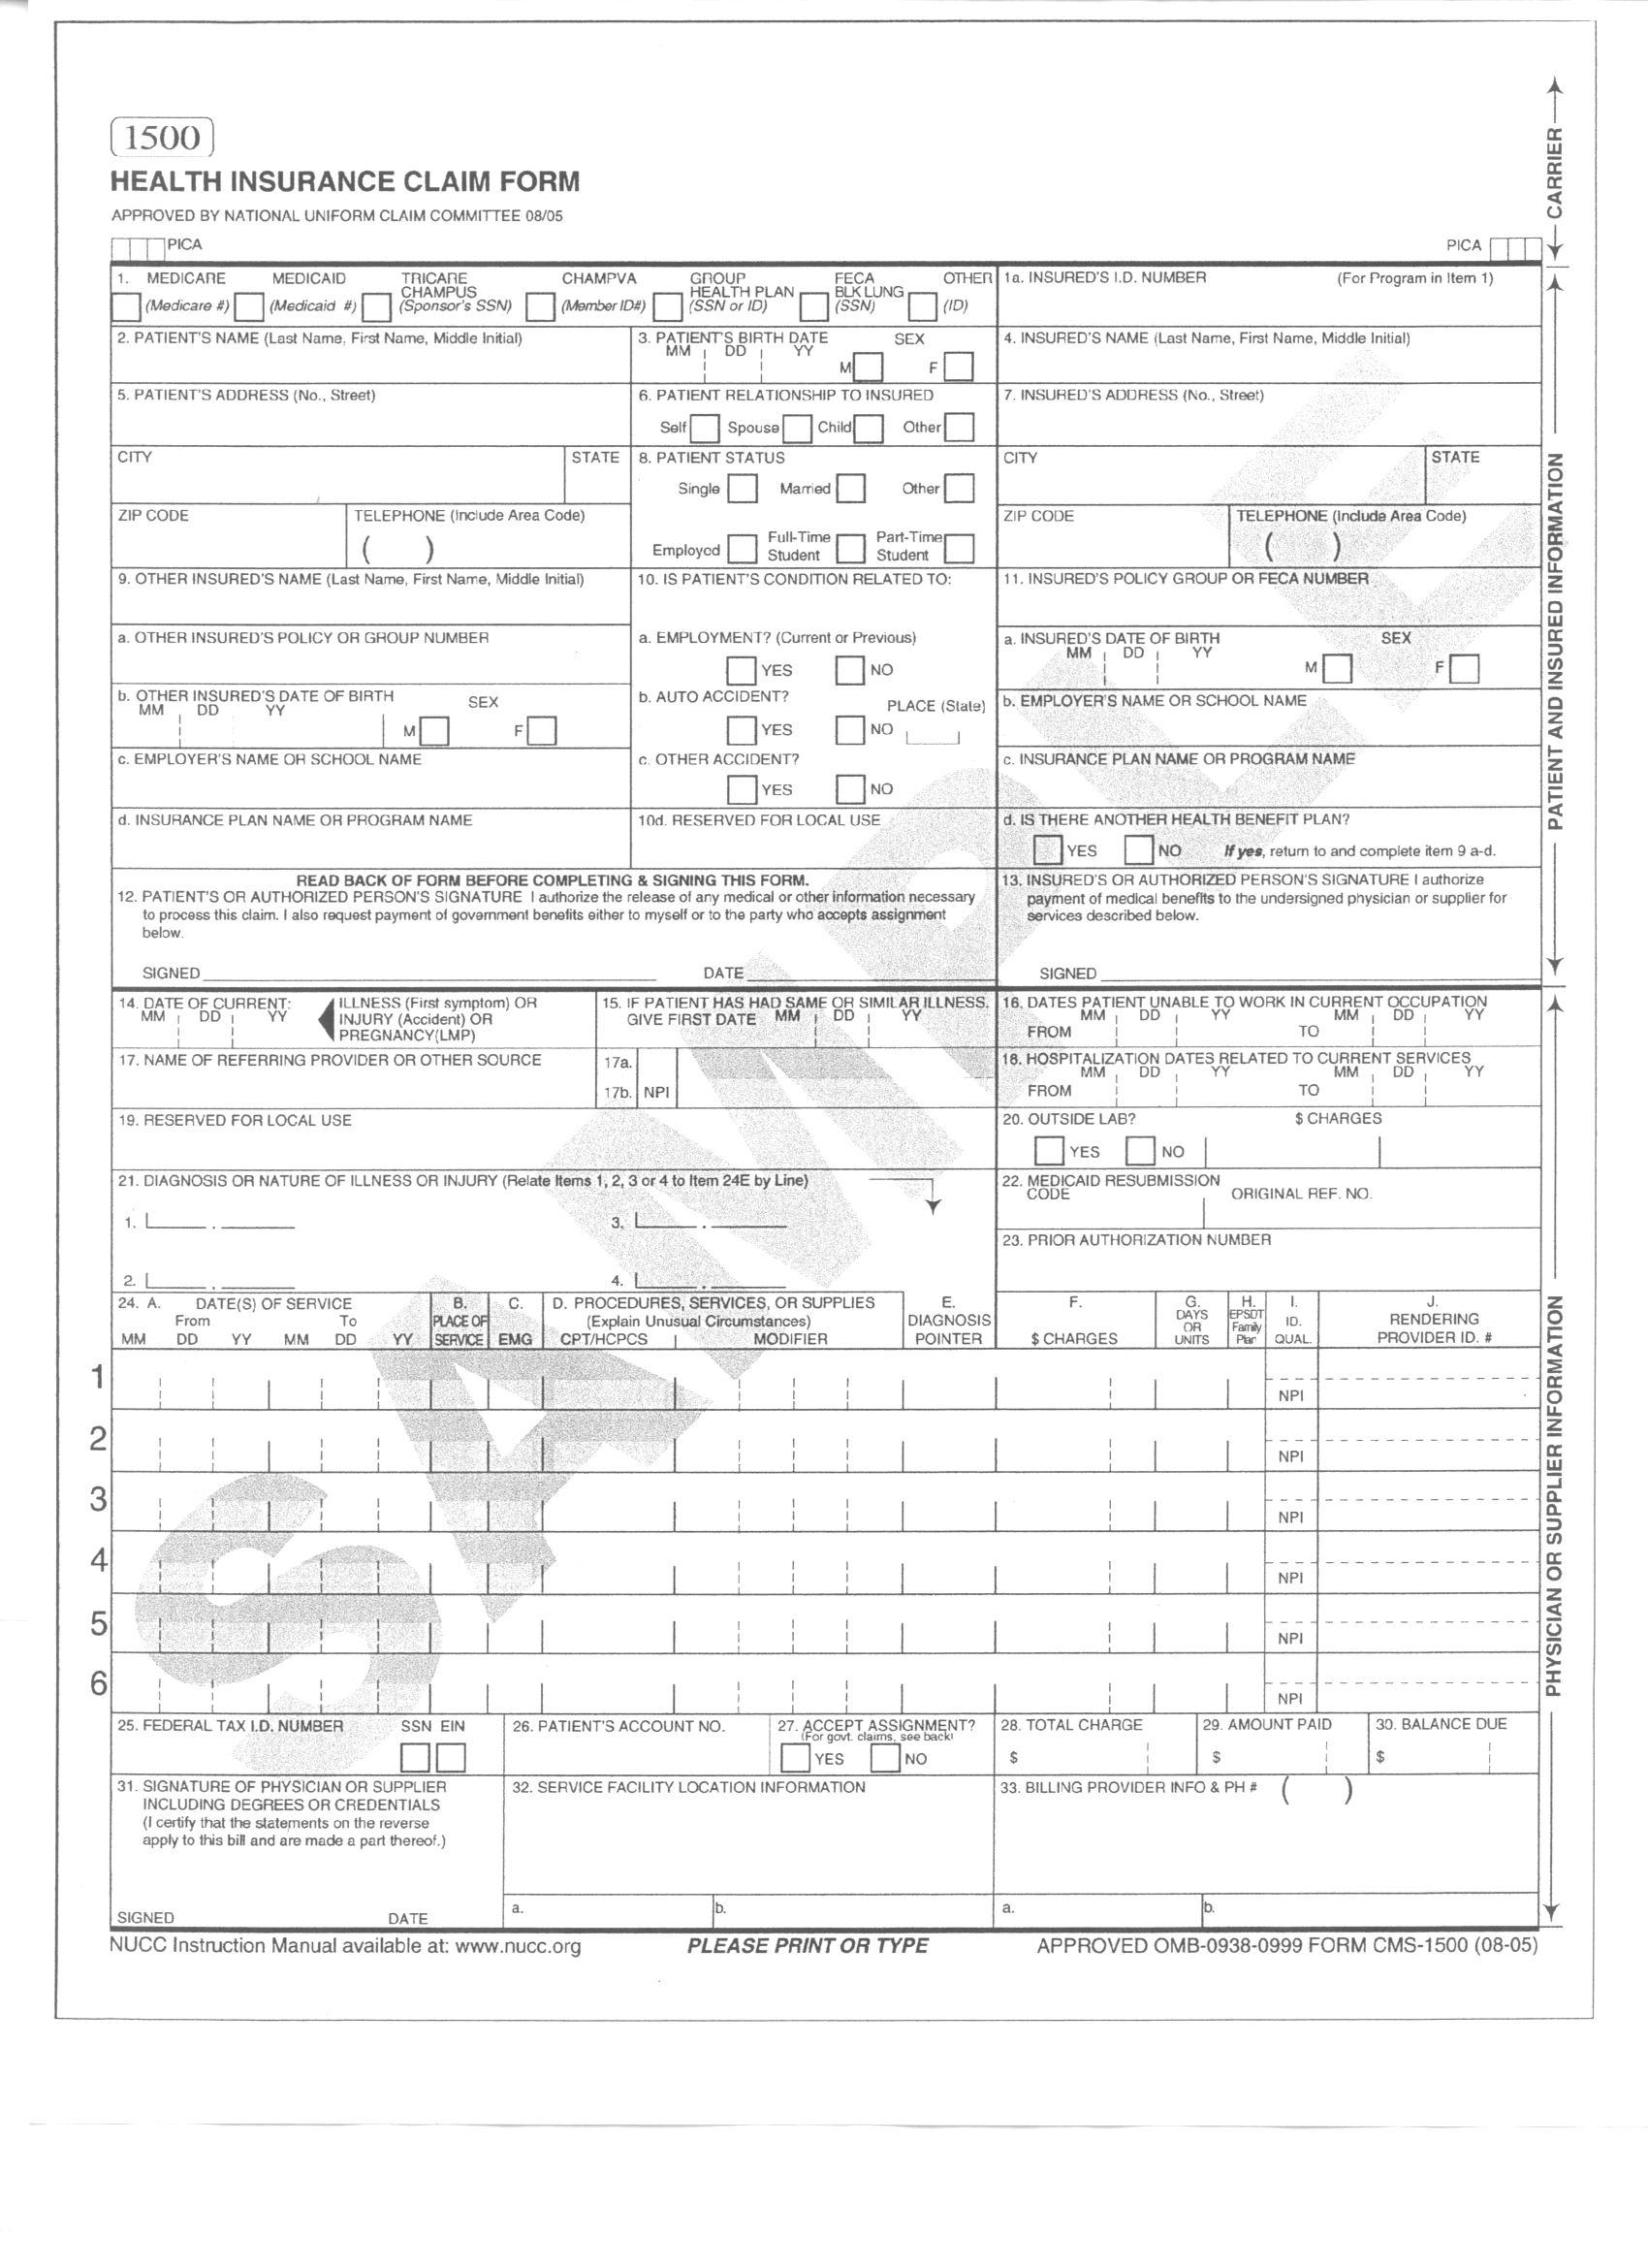 1500
HEALTH INSURANCE CLAIM FORM
APPROVED BY NATIONAL UNIFORM CLAIM COMMITTEE 08/05
PICA PICA
CARRIER
1. MEDICARE MEDICAID TRICARE CHAMPUS CHAMPVA GROUP HEALTH PLAN FECA BLK LUNG OTHER
(Medicare #) (Medicaid #) (Sponsor's SSN) (Member ID#) (SSN or ID) (SSN) (ID)
1a. INSURED'S I.D. NUMBER (For Program in Item 1)
2. PATIENT'S NAME (Last Name, First Name, Middle Initial)
3. PATIENT'S BIRTH DATE SEX
MM DD YY M F
4. INSURED'S NAME (Last Name, First Name, Middle Initial)
5. PATIENT'S ADDRESS (No., Street)
6. PATIENT RELATIONSHIP TO INSURED
Self Spouse Child Other
7. INSURED'S ADDRESS (No., Street)
CITY STATE
8. PATIENT STATUS
Single Married Other
Employed Full-Time Student Part-Time Student
CITY STATE
ZIP CODE TELEPHONE (Include Area Code)
( )
ZIP CODE TELEPHONE (Include Area Code)
( )
9. OTHER INSURED'S NAME (Last Name, First Name, Middle Initial)
10. IS PATIENT'S CONDITION RELATED TO:
11. INSURED'S POLICY GROUP OR FECA NUMBER
a. OTHER INSURED'S POLICY OR GROUP NUMBER
a. EMPLOYMENT? (Current or Previous)
YES NO
a. INSURED'S DATE OF BIRTH SEX
MM DD YY M F
b. OTHER INSURED'S DATE OF BIRTH SEX
MM DD YY M F
b. AUTO ACCIDENT? PLACE (State)
YES NO
b. EMPLOYER'S NAME OR SCHOOL NAME
c. EMPLOYER'S NAME OR SCHOOL NAME
c. OTHER ACCIDENT?
YES NO
c. INSURANCE PLAN NAME OR PROGRAM NAME
d. INSURANCE PLAN NAME OR PROGRAM NAME
10d. RESERVED FOR LOCAL USE
d. IS THERE ANOTHER HEALTH BENEFIT PLAN?
YES NO If yes, return to and complete item 9 a-d.
READ BACK OF FORM BEFORE COMPLETING & SIGNING THIS FORM.
12. PATIENT'S OR AUTHORIZED PERSON'S SIGNATURE I authorize the release of any medical or other information necessary
to process this claim. I also request payment of government benefits either to myself or to the party who accepts assignment
below.
SIGNED DATE
13. INSURED'S OR AUTHORIZED PERSON'S SIGNATURE I authorize
payment of medical benefits to the undersigned physician or supplier for
services described below.
SIGNED
PATIENT AND INSURED INFORMATION
14. DATE OF CURRENT:
MM DD YY
ILLNESS (First symptom) OR
INJURY (Accident) OR
PREGNANCY(LMP)
15. IF PATIENT HAS HAD SAME OR SIMILAR ILLNESS.
GIVE FIRST DATE MM DD YY
16. DATES PATIENT UNABLE TO WORK IN CURRENT OCCUPATION
MM DD YY MM DD YY
FROM TO
17. NAME OF REFERRING PROVIDER OR OTHER SOURCE
17a.
17b. NPI
18. HOSPITALIZATION DATES RELATED TO CURRENT SERVICES
MM DD YY MM DD YY
FROM TO
19. RESERVED FOR LOCAL USE
20. OUTSIDE LAB? $ CHARGES
YES NO
21. DIAGNOSIS OR NATURE OF ILLNESS OR INJURY (Relate Items 1, 2, 3 or 4 to Item 24E by Line)
1. . 3. .
2. . 4. .
22. MEDICAID RESUBMISSION
CODE ORIGINAL REF. NO.
23. PRIOR AUTHORIZATION NUMBER
24. A. DATE(S) OF SERVICE
From To
MM DD YY MM DD YY
B.
PLACE OF
SERVICE
C.
EMG
D. PROCEDURES, SERVICES, OR SUPPLIES
(Explain Unusual Circumstances)
CPT/HCPCS MODIFIER
E.
DIAGNOSIS
POINTER
F.
$ CHARGES
G.
DAYS
OR
UNITS
H.
EPSDT
Family
Plan
I.
ID.
QUAL.
J.
RENDERING
PROVIDER ID. #
1 NPI
2 NPI
3 NPI
4 NPI
5 NPI
6 NPI
25. FEDERAL TAX I.D. NUMBER SSN EIN
26. PATIENT'S ACCOUNT NO.
27. ACCEPT ASSIGNMENT?
(For govt. claims, see back)
YES NO
28. TOTAL CHARGE
$
29. AMOUNT PAID
$
30. BALANCE DUE
$
31. SIGNATURE OF PHYSICIAN OR SUPPLIER
INCLUDING DEGREES OR CREDENTIALS
(I certify that the statements on the reverse
apply to this bill and are made a part thereof.)
SIGNED DATE
32. SERVICE FACILITY LOCATION INFORMATION
a. b.
33. BILLING PROVIDER INFO & PH # ( )
a. b.
PHYSICIAN OR SUPPLIER INFORMATION
SAMPLE
NUCC Instruction Manual available at: www.nucc.org PLEASE PRINT OR TYPE APPROVED OMB-0938-0999 FORM CMS-1500 (08-05)